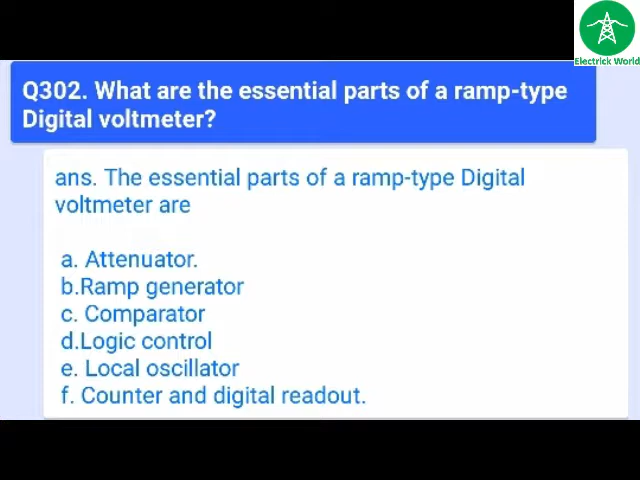 Electrick World
Q302. What are the essential parts of a ramp-type
Digital voltmeter?
ans. The essential parts of a ramp-type Digital
voltmeter are
a. Attenuator.
b.Ramp generator
c. Comparator
d.Logic control
e. Local oscillator
f. Counter and digital readout.